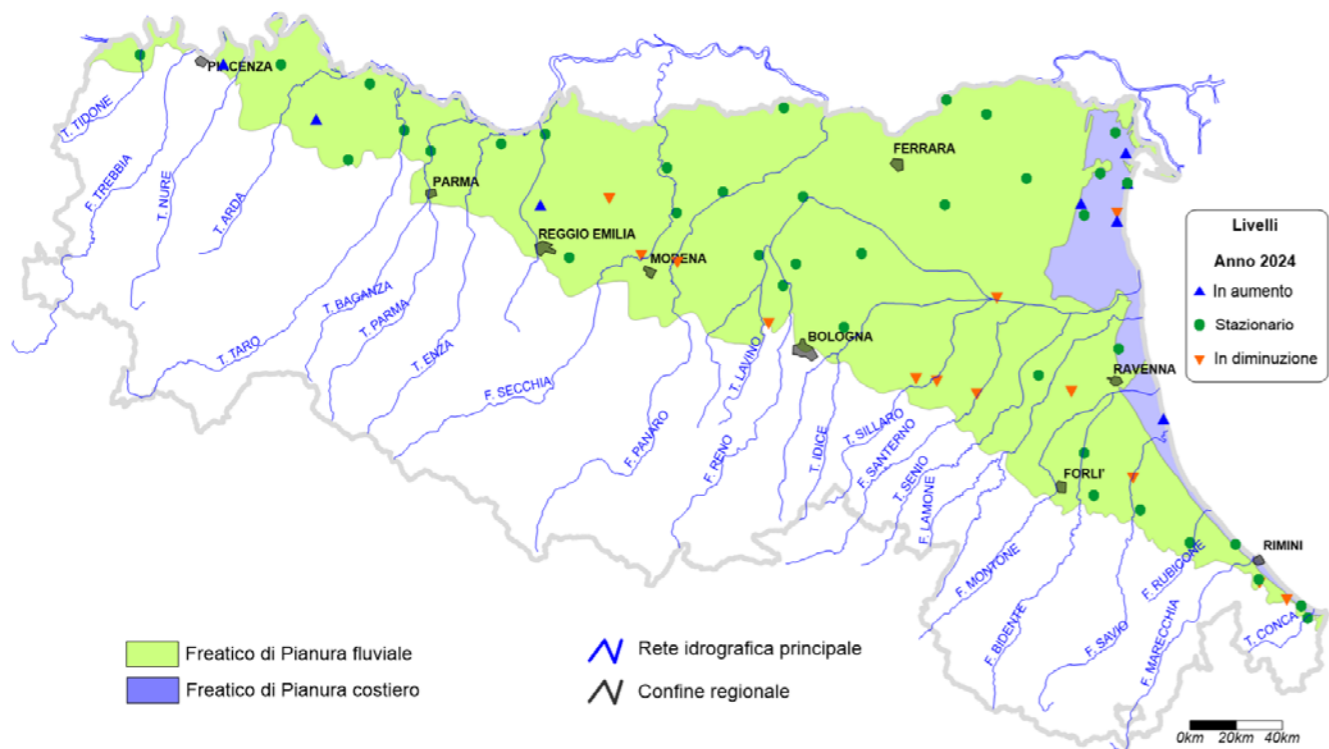 PIACENZA
T. TIDONE
F. TREBBIA
T. NURE
T. ARDA
PARMA
FERRARA
REGGIO EMILIA
MODENA
T. TARO
T. BAGANZA
T. PARMA
T. ENZA
F. SECCHIA
F. PANARO
T. LAVINO
F. RENO
BOLOGNA
T. IDICE
T. SILLARO
F. SANTERNO
T. SENIO
F. LAMONE
RAVENNA
FORLI'
F. MONTONE
F. BIDENTE
F. SAVIO
F. RUBICONE
F. MARECCHIA
RIMINI
T. CONCA
Livelli
Anno 2024
In aumento
Stazionario
In diminuzione
Freatico di Pianura fluviale
Freatico di Pianura costiero
Rete idrografica principale
Confine regionale
0km 20km 40km